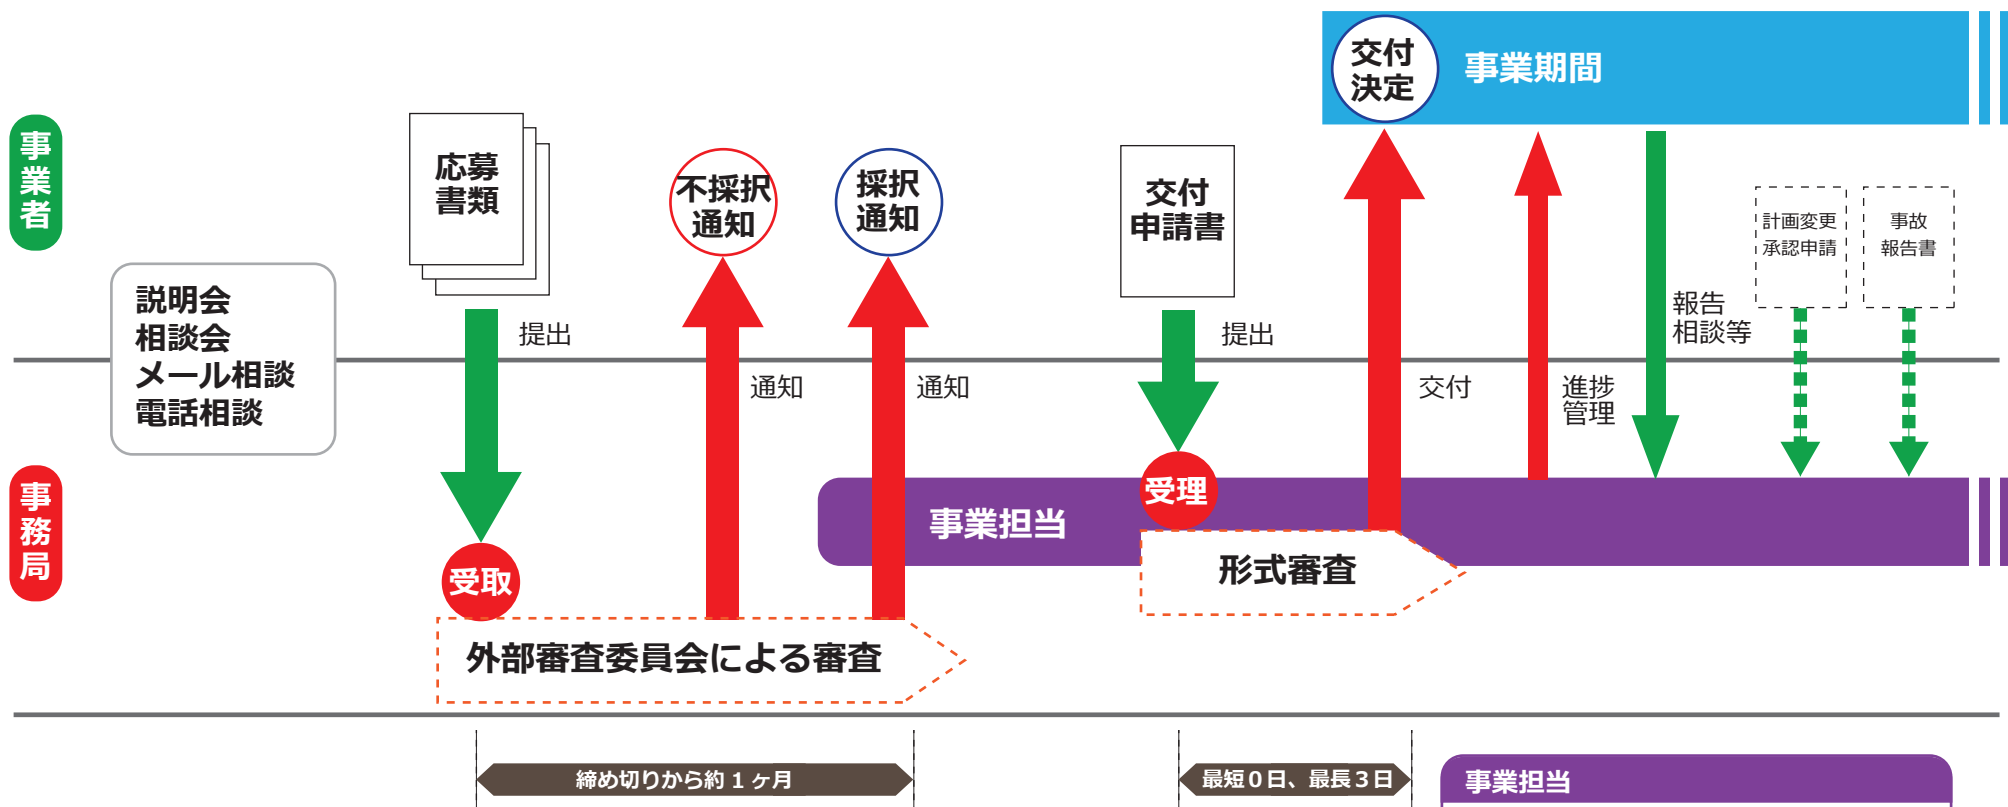 交付
決定
事業期間
事業者
応募
書類
不採択
通知
採択
通知
交付
申請書
計画変更
承認申請
事故
報告書
説明会
相談会
メール相談
電話相談
提出
通知
通知
提出
交付
進捗
管理
報告
相談等
事務局
受取
事業担当
受理
形式審査
外部審査委員会による審査
締め切りから約1ヶ月
最短0日、最長3日
事業担当